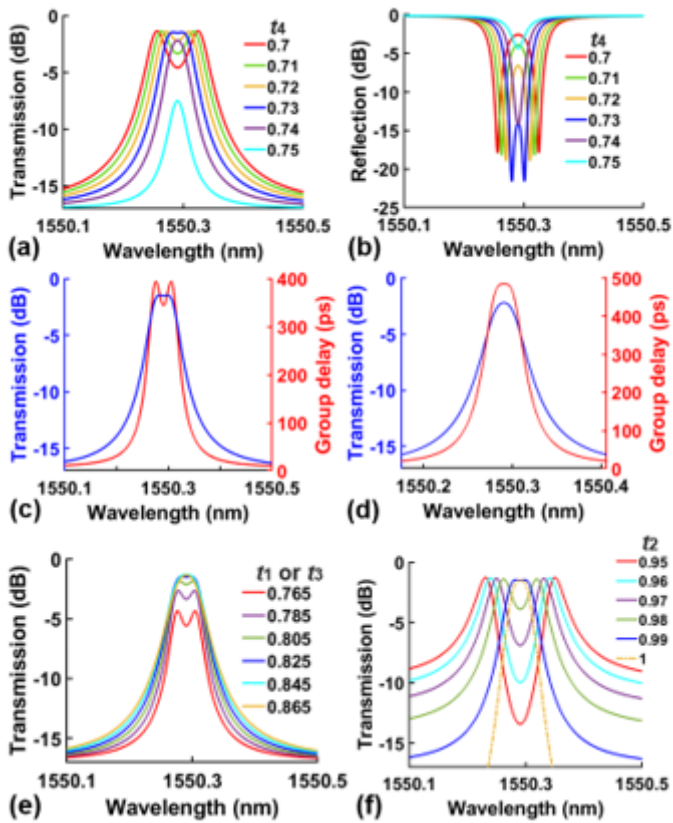 0
-5
-10
-15
Transmission (dB)
t4
0.7
0.71
0.72
0.73
0.74
0.75
1550.1 1550.3 1550.5
Wavelength (nm)
(a)
0
-5
-10
-15
-20
-25
Reflection (dB)
t4
0.7
0.71
0.72
0.73
0.74
0.75
1550.1 1550.3 1550.5
Wavelength (nm)
(b)
0
-5
-10
-15
Transmission (dB)
400
300
200
100
0
Group delay (ps)
1550.1 1550.3 1550.5
Wavelength (nm)
(c)
0
-5
-10
-15
Transmission (dB)
500
400
300
200
100
0
Group delay (ps)
1550.2 1550.3 1550.4
Wavelength (nm)
(d)
0
-5
-10
-15
Transmission (dB)
t1 or t3
0.765
0.785
0.805
0.825
0.845
0.865
1550.1 1550.3 1550.5
Wavelength (nm)
(e)
0
-5
-10
-15
Transmission (dB)
t2
0.95
0.96
0.97
0.98
0.99
1
1550.1 1550.3 1550.5
Wavelength (nm)
(f)